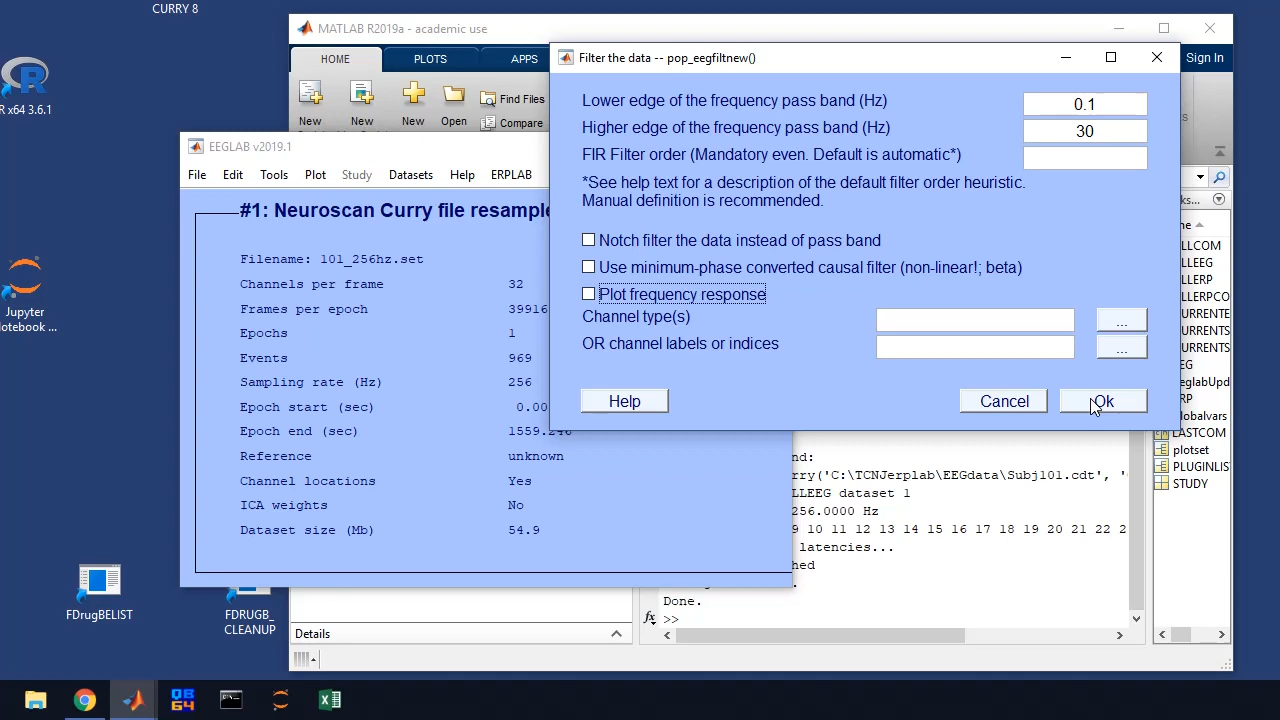 CURRY 8
MATLAB R2019a - academic use
HOME
PLOTS
APPS
Sign In
R x64 3.6.1
New
New
New
Open
Find Files
Compare
Filter the data -- pop_eegfiltnew()
Lower edge of the frequency pass band (Hz)
0.1
Higher edge of the frequency pass band (Hz)
30
FIR Filter order (Mandatory even. Default is automatic*)
*See help text for a description of the default filter order heuristic.
Manual definition is recommended.
Notch filter the data instead of pass band
Use minimum-phase converted causal filter (non-linear!; beta)
Plot frequency response
Channel type(s)
...
OR channel labels or indices
...
Help
Cancel
Ok
EEGLAB v2019.1
File
Edit
Tools
Plot
Study
Datasets
Help
ERPLAB
#1: Neuroscan Curry file resample
Filename: 101_256hz.set
Channels per frame 32
Frames per epoch 39916
Epochs 1
Events 969
Sampling rate (Hz) 256
Epoch start (sec) 0.00
Epoch end (sec) 1559.246
Reference unknown
Channel locations Yes
ICA weights No
Dataset size (Mb) 54.9
Jupyter
Notebook ...
FDrugBELIST
FDRUGB_
CLEANUP
Details
nd:
rry('C:\TCNJerplab\EEGdata\Subj101.cdt', '
LLEEG dataset 1
256.0000 Hz
9 10 11 12 13 14 15 16 17 18 19 20 21 22 2
latencies...
hed
Done.
fx >>
ks...
ne
LLCOM
LLEEG
LLERP
LLERPCO
URRENTE
URRENTS
URRENTS
EG
eglabUpd
RP
globalvars
LASTCOM
plotset
PLUGINLIS
STUDY